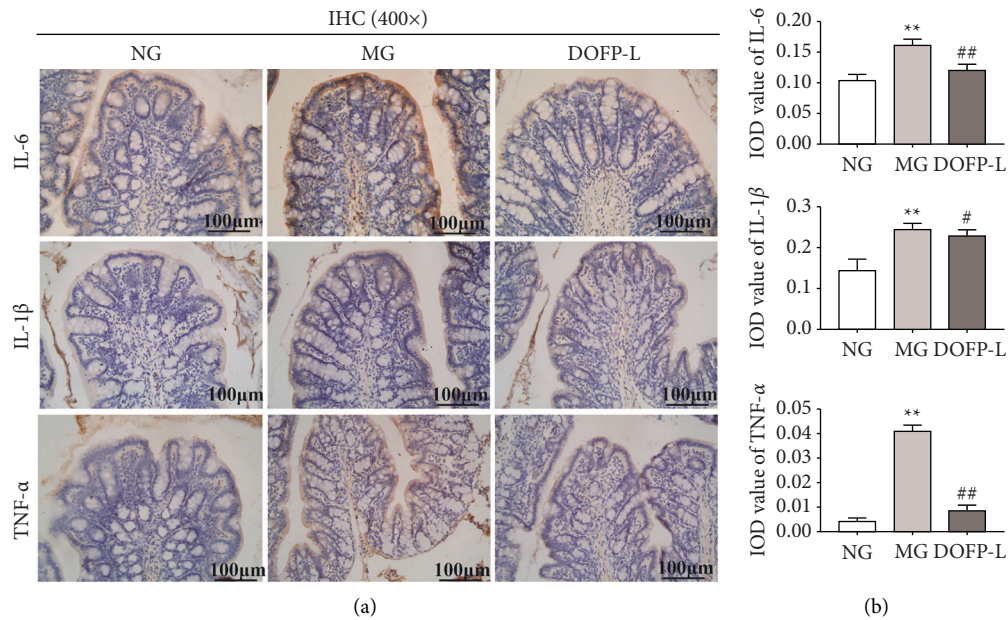 IHC (400×)
NG MG DOFP-L
IL-6
100μm 100μm 100μm
IL-1β
100μm 100μm 100μm
TNF-α
100μm 100μm 100μm
(a)
IOD value of IL-6
0.20
0.15
0.10
0.05
0.00
**
##
NG MG DOFP-L
IOD value of IL-1β
0.3
0.2
0.1
0.0
**
#
NG MG DOFP-L
IOD value of TNF-α
0.05
0.04
0.03
0.02
0.01
0.00
**
##
NG MG DOFP-L
(b)